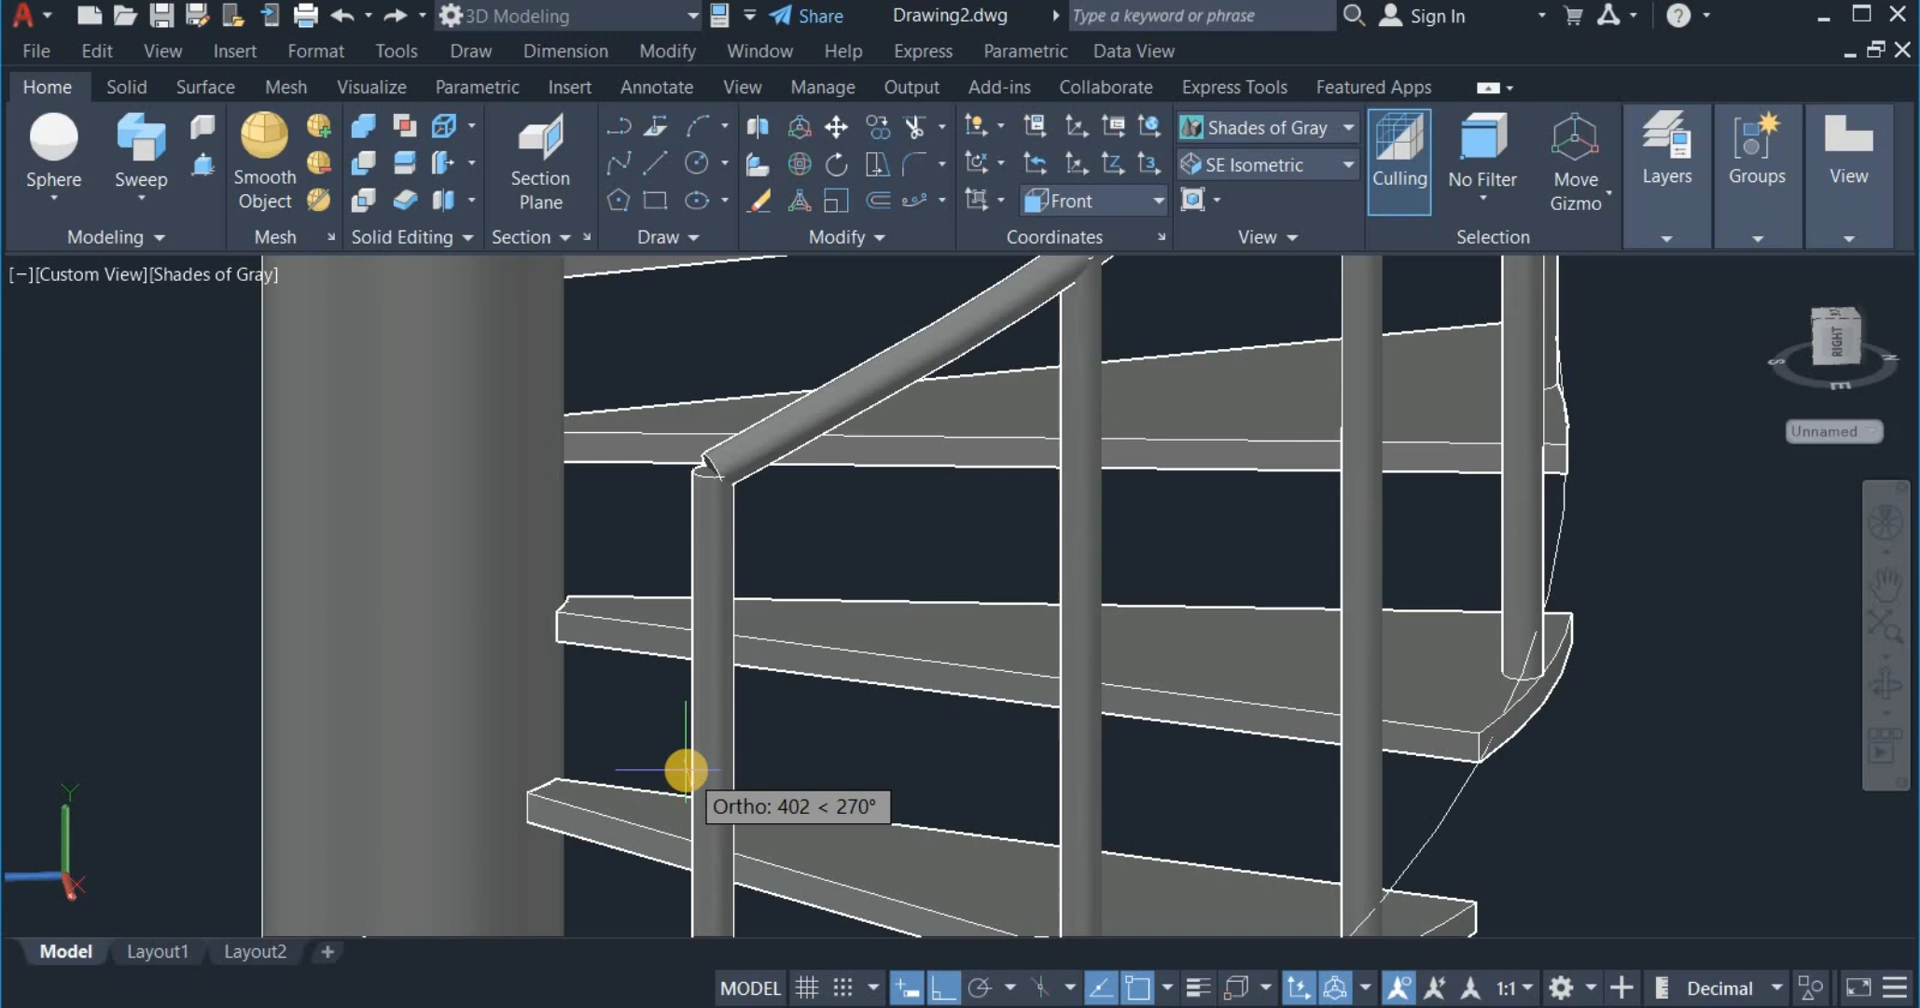 3D Modeling Share Drawing2.dwg Type a keyword or phrase Sign In
File Edit View Insert Format Tools Draw Dimension Modify Window Help Express Parametric Data View
Home Solid Surface Mesh Visualize Parametric Insert Annotate View Manage Output Add-ins Collaborate Express Tools Featured Apps
Sphere
Sweep
Smooth
Object
Section
Plane
Shades of Gray
SE Isometric
Front
Culling
No Filter
Move
Gizmo
Layers
Groups
View
Modeling Mesh Solid Editing Section Draw Modify Coordinates View Selection
[−][Custom View][Shades of Gray]
RIGHT
S
N
E
Unnamed
Ortho: 402 < 270°
Y
X
Model Layout1 Layout2 +
MODEL 1:1 Decimal